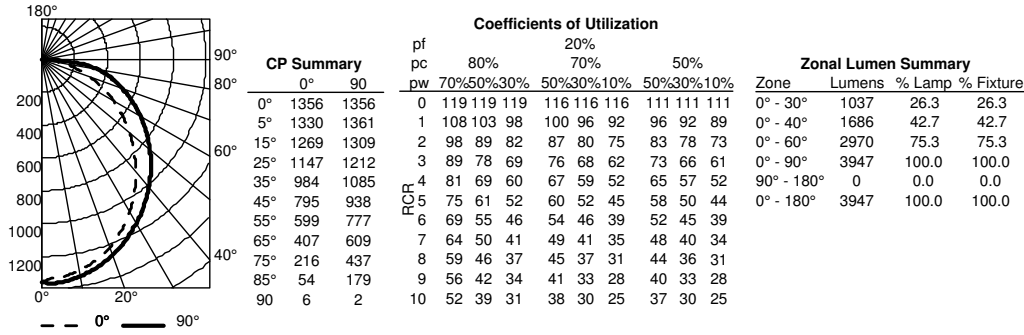 180°
90°
80°
60°
40°
200
400
600
800
1000
1200
0° 20°
0° 90°
CP Summary
0° 90
0° 1356 1356
5° 1330 1361
15° 1269 1309
25° 1147 1212
35° 984 1085
45° 795 938
55° 599 777
65° 407 609
75° 216 437
85° 54 179
90 6 2
Coefficients of Utilization
pf 20%
pc 80% 70% 50%
pw 70%50%30% 50%30%10% 50%30%10%
RCR
0 119 119 119 116 116 116 111 111 111
1 108 103 98 100 96 92 96 92 89
2 98 89 82 87 80 75 83 78 73
3 89 78 69 76 68 62 73 66 61
4 81 69 60 67 59 52 65 57 52
5 75 61 52 60 52 45 58 50 44
6 69 55 46 54 46 39 52 45 39
7 64 50 41 49 41 35 48 40 34
8 59 46 37 45 37 31 44 36 31
9 56 42 34 41 33 28 40 33 28
10 52 39 31 38 30 25 37 30 25
Zonal Lumen Summary
Zone Lumens % Lamp % Fixture
0° - 30° 1037 26.3 26.3
0° - 40° 1686 42.7 42.7
0° - 60° 2970 75.3 75.3
0° - 90° 3947 100.0 100.0
90° - 180° 0 0.0 0.0
0° - 180° 3947 100.0 100.0